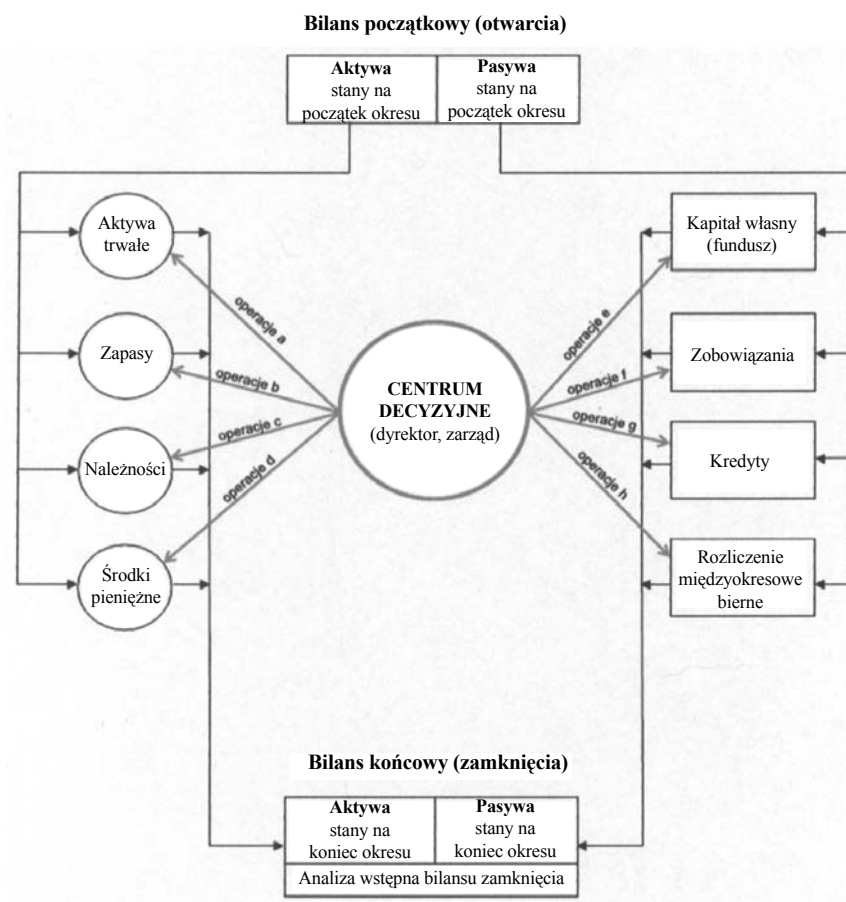 Bilans początkowy (otwarcia)
Aktywa
stany na
początek okresu
Pasywa
stany na
początek okresu
Aktywa
trwałe
Zapasy
Należności
Środki
pieniężne
operacje a
operacje b
operacje c
operacje d
CENTRUM
DECYZYJNE
(dyrektor, zarząd)
operacje e
operacje f
operacje g
operacje h
Kapitał własny
(fundusz)
Zobowiązania
Kredyty
Rozliczenie
międzyokresowe
bierne
Bilans końcowy (zamknięcia)
Aktywa
stany na
koniec okresu
Pasywa
stany na
koniec okresu
Analiza wstępna bilansu zamknięcia